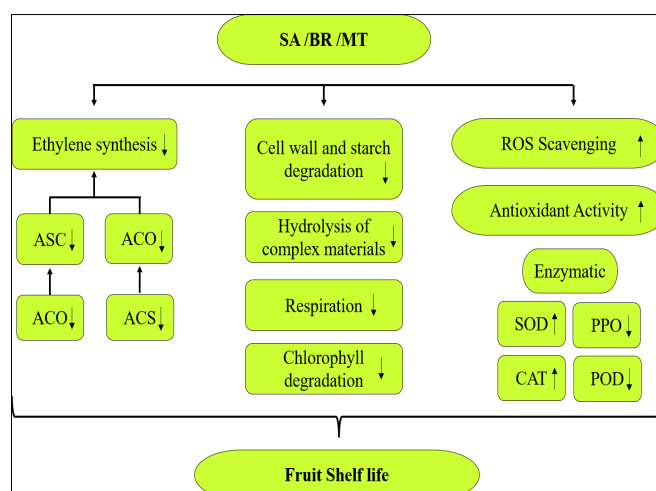 SA /BR /MT
Ethylene synthesis ↓
ASC ↓
ACO ↓
ACO ↓
ACS ↓
Cell wall and starch
degradation ↓
Hydrolysis of
complex materials ↓
Respiration ↓
Chlorophyll
degradation ↓
ROS Scavenging ↑
Antioxidant Activity ↑
Enzymatic
SOD ↑
PPO ↓
CAT ↑
POD ↓
Fruit Shelf life